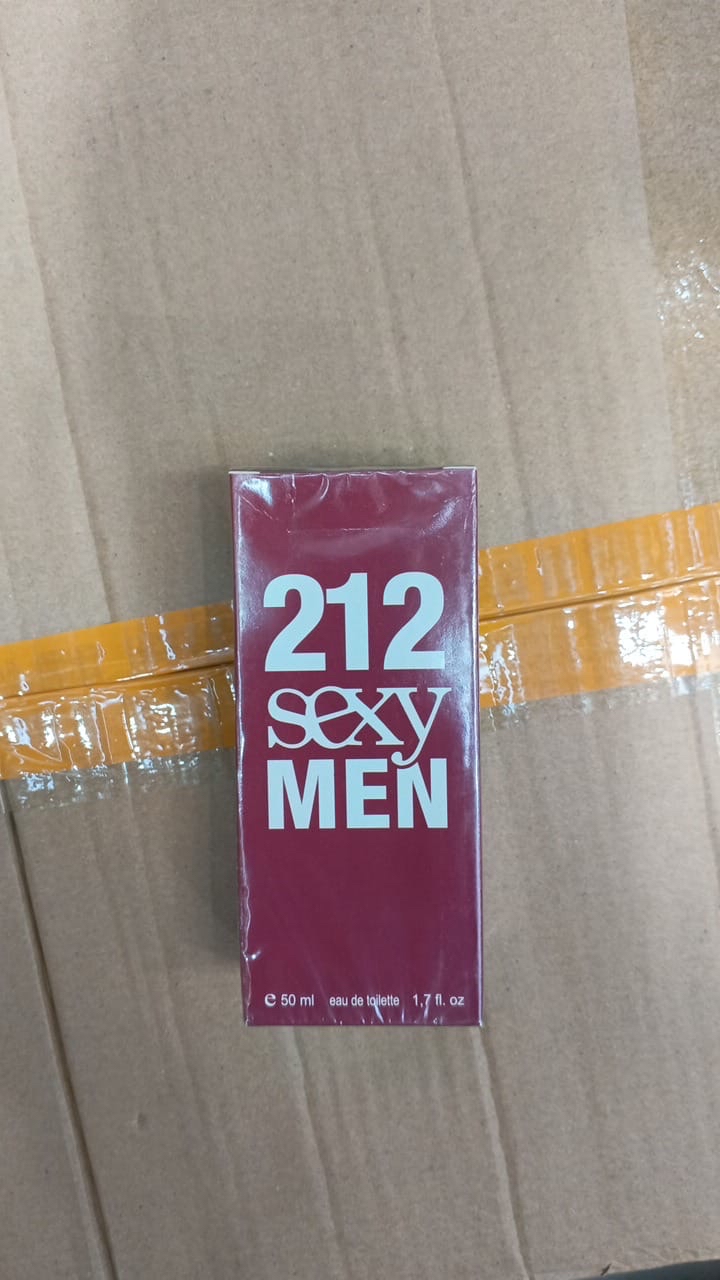 212
sexy
MEN
℮ 50 ml eau de toilette 1,7 fl. oz